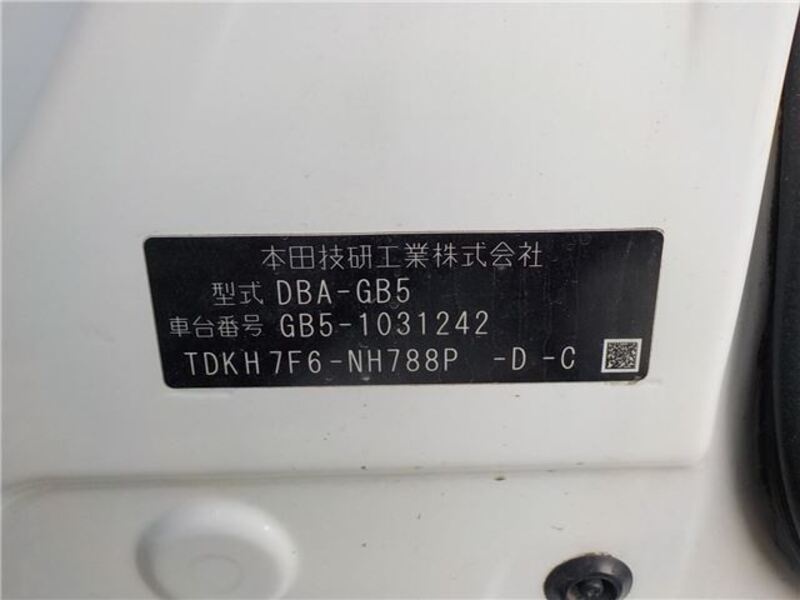 本田技研工業株式会社
型式 DBA-GB5
車台番号 GB5-1031242
TDKH7F6-NH788P -D-C